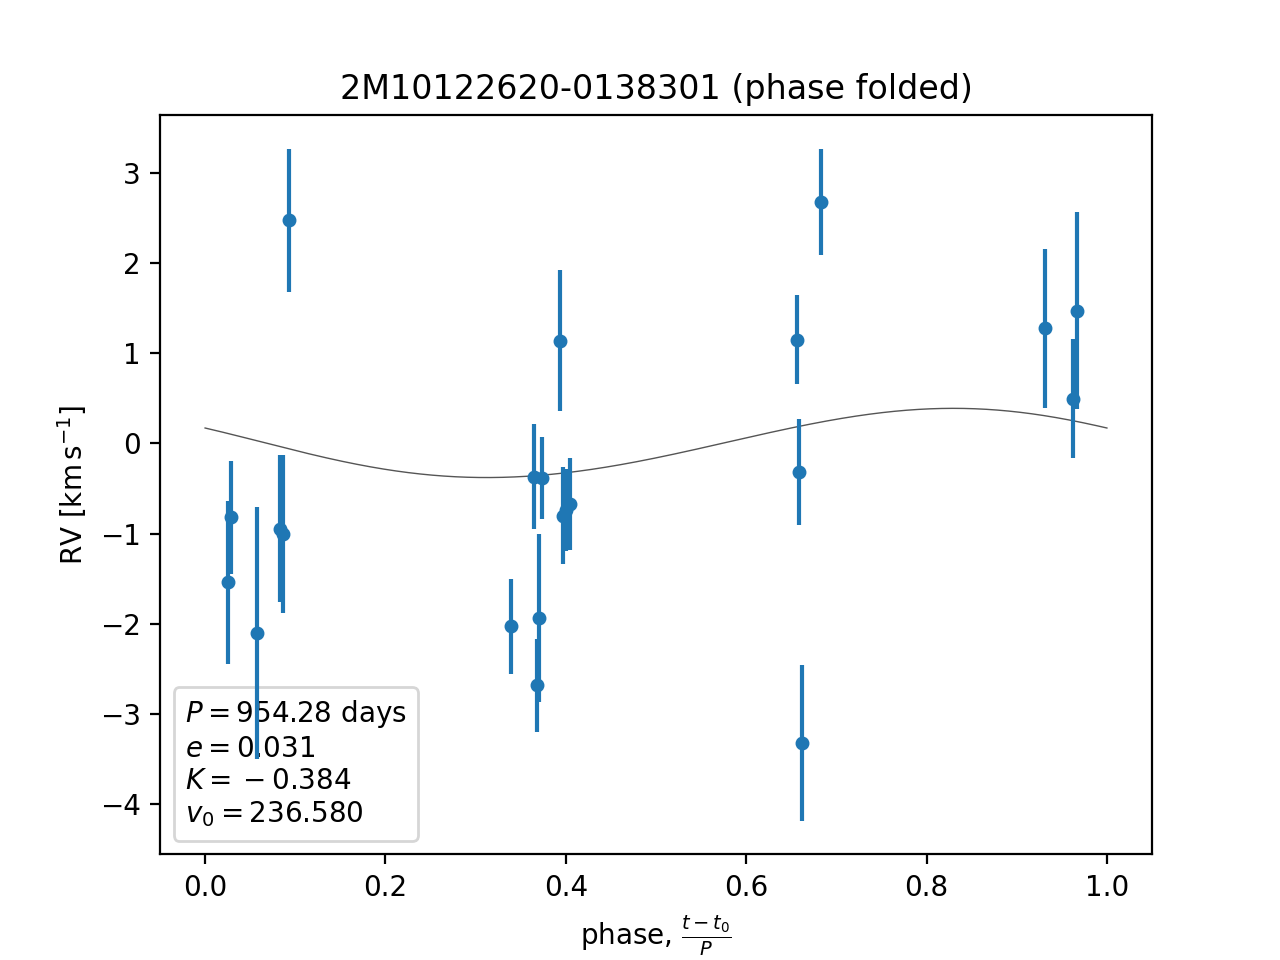 2M10122620-0138301 (phase folded)
RV [km s⁻¹]
3
2
1
0
−1
−2
−3
−4
P = 954.28 days
e = 0.031
K = −0.384
v₀ = 236.580
0.0 0.2 0.4 0.6 0.8 1.0
phase, (t − t₀)/P